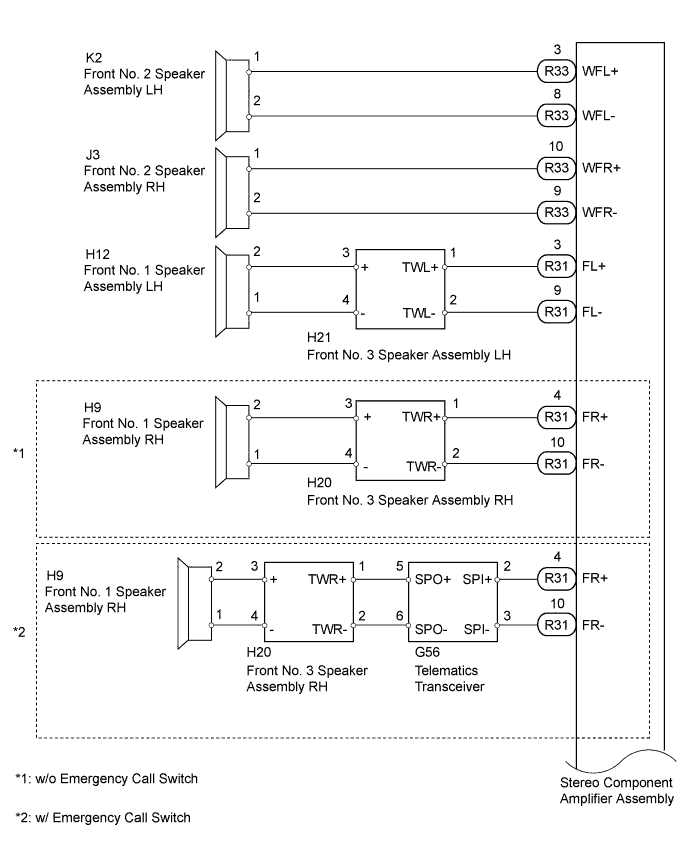 K2
Front No. 2 Speaker
Assembly LH
1
2
3
R33
WFL+
8
R33
WFL-
J3
Front No. 2 Speaker
Assembly RH
1
2
10
R33
WFR+
9
R33
WFR-
H12
Front No. 1 Speaker
Assembly LH
2
1
3
+
TWL+
1
4
-
TWL-
2
3
R31
FL+
9
R31
FL-
H21
Front No. 3 Speaker Assembly LH
*1
H9
Front No. 1 Speaker
Assembly RH
2
1
3
+
TWR+
1
4
-
TWR-
2
4
R31
FR+
10
R31
FR-
H20
Front No. 3 Speaker Assembly RH
*2
H9
Front No. 1 Speaker
Assembly RH
2
1
3
+
TWR+
1
4
-
TWR-
2
5
SPO+
SPI+
2
6
SPO-
SPI-
3
4
R31
FR+
10
R31
FR-
H20
Front No. 3 Speaker
Assembly RH
G56
Telematics
Transceiver
*1: w/o Emergency Call Switch
*2: w/ Emergency Call Switch
Stereo Component
Amplifier Assembly